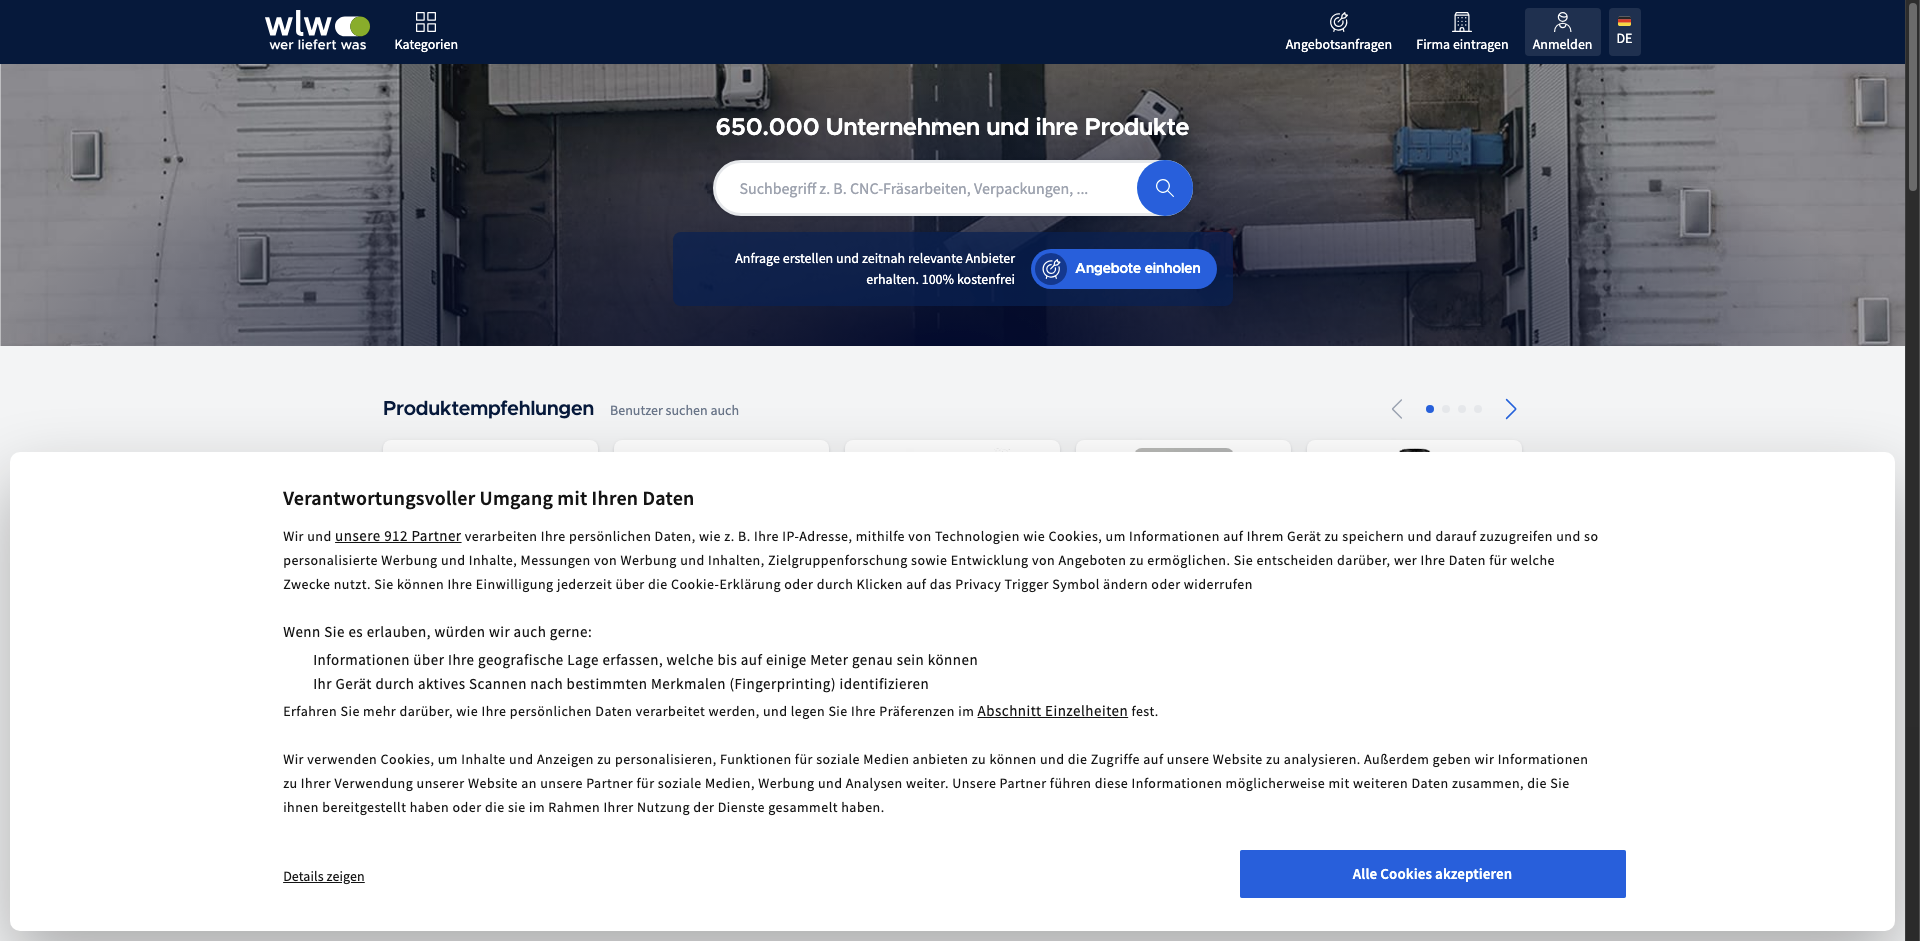 wlw
wer liefert was
Kategorien
Angebotsanfragen
Firma eintragen
Anmelden
DE
650.000 Unternehmen und ihre Produkte
Suchbegriff z. B. CNC-Fräsarbeiten, Verpackungen, ...
Anfrage erstellen und zeitnah relevante Anbieter
erhalten. 100% kostenfrei
Angebote einholen
Produktempfehlungen
Benutzer suchen auch
Verantwortungsvoller Umgang mit Ihren Daten
Wir und unsere 912 Partner verarbeiten Ihre persönlichen Daten, wie z. B. Ihre IP-Adresse, mithilfe von Technologien wie Cookies, um Informationen auf Ihrem Gerät zu speichern und darauf zuzugreifen und so
personalisierte Werbung und Inhalte, Messungen von Werbung und Inhalten, Zielgruppenforschung sowie Entwicklung von Angeboten zu ermöglichen. Sie entscheiden darüber, wer Ihre Daten für welche
Zwecke nutzt. Sie können Ihre Einwilligung jederzeit über die Cookie-Erklärung oder durch Klicken auf das Privacy Trigger Symbol ändern oder widerrufen
Wenn Sie es erlauben, würden wir auch gerne:
Informationen über Ihre geografische Lage erfassen, welche bis auf einige Meter genau sein können
Ihr Gerät durch aktives Scannen nach bestimmten Merkmalen (Fingerprinting) identifizieren
Erfahren Sie mehr darüber, wie Ihre persönlichen Daten verarbeitet werden, und legen Sie Ihre Präferenzen im Abschnitt Einzelheiten fest.
Wir verwenden Cookies, um Inhalte und Anzeigen zu personalisieren, Funktionen für soziale Medien anbieten zu können und die Zugriffe auf unsere Website zu analysieren. Außerdem geben wir Informationen
zu Ihrer Verwendung unserer Website an unsere Partner für soziale Medien, Werbung und Analysen weiter. Unsere Partner führen diese Informationen möglicherweise mit weiteren Daten zusammen, die Sie
ihnen bereitgestellt haben oder die sie im Rahmen Ihrer Nutzung der Dienste gesammelt haben.
Details zeigen
Alle Cookies akzeptieren